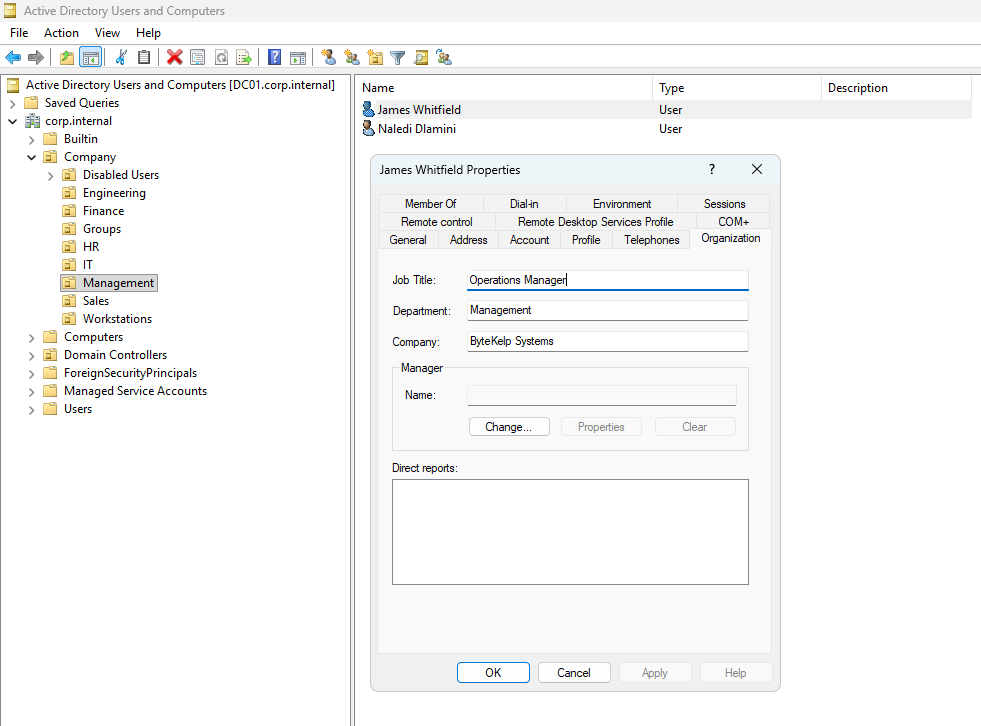 Active Directory Users and Computers
File Action View Help
Active Directory Users and Computers [DC01.corp.internal]
Saved Queries
corp.internal
Builtin
Company
Disabled Users
Engineering
Finance
Groups
HR
IT
Management
Sales
Workstations
Computers
Domain Controllers
ForeignSecurityPrincipals
Managed Service Accounts
Users
Name Type Description
James Whitfield User
Naledi Dlamini User
James Whitfield Properties
?
Member Of Dial-in Environment Sessions
Remote control Remote Desktop Services Profile COM+
General Address Account Profile Telephones Organization
Job Title: Operations Manager
Department: Management
Company: ByteKelp Systems
Manager
Name:
Change... Properties Clear
Direct reports:
OK Cancel Apply Help